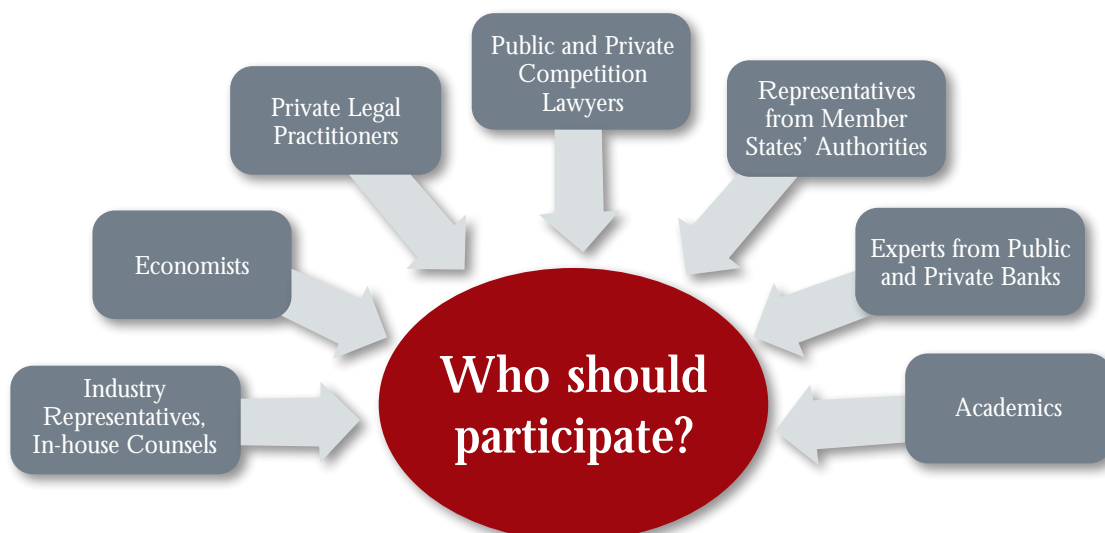 Public and Private
Competition
Lawyers
Private Legal
Practitioners
Representatives
from Member
States’ Authorities
Economists
Experts from Public
and Private Banks
Industry
Representatives,
In-house Counsels
Who should
participate?
Academics